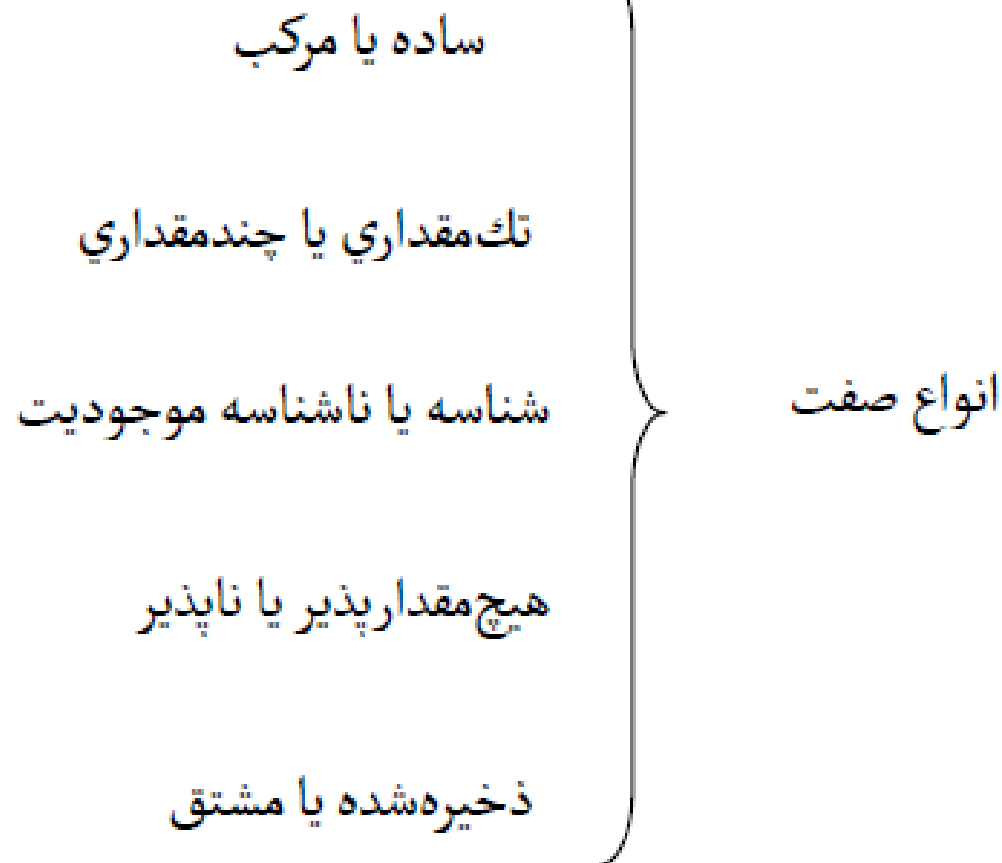 انواع صفت
ساده یا مرکب
تك‌مقداري یا چندمقداري
شناسه یا ناشناسه موجودیت
هیچ‌مقدارپذیر یا ناپذیر
ذخیره‌شده یا مشتق